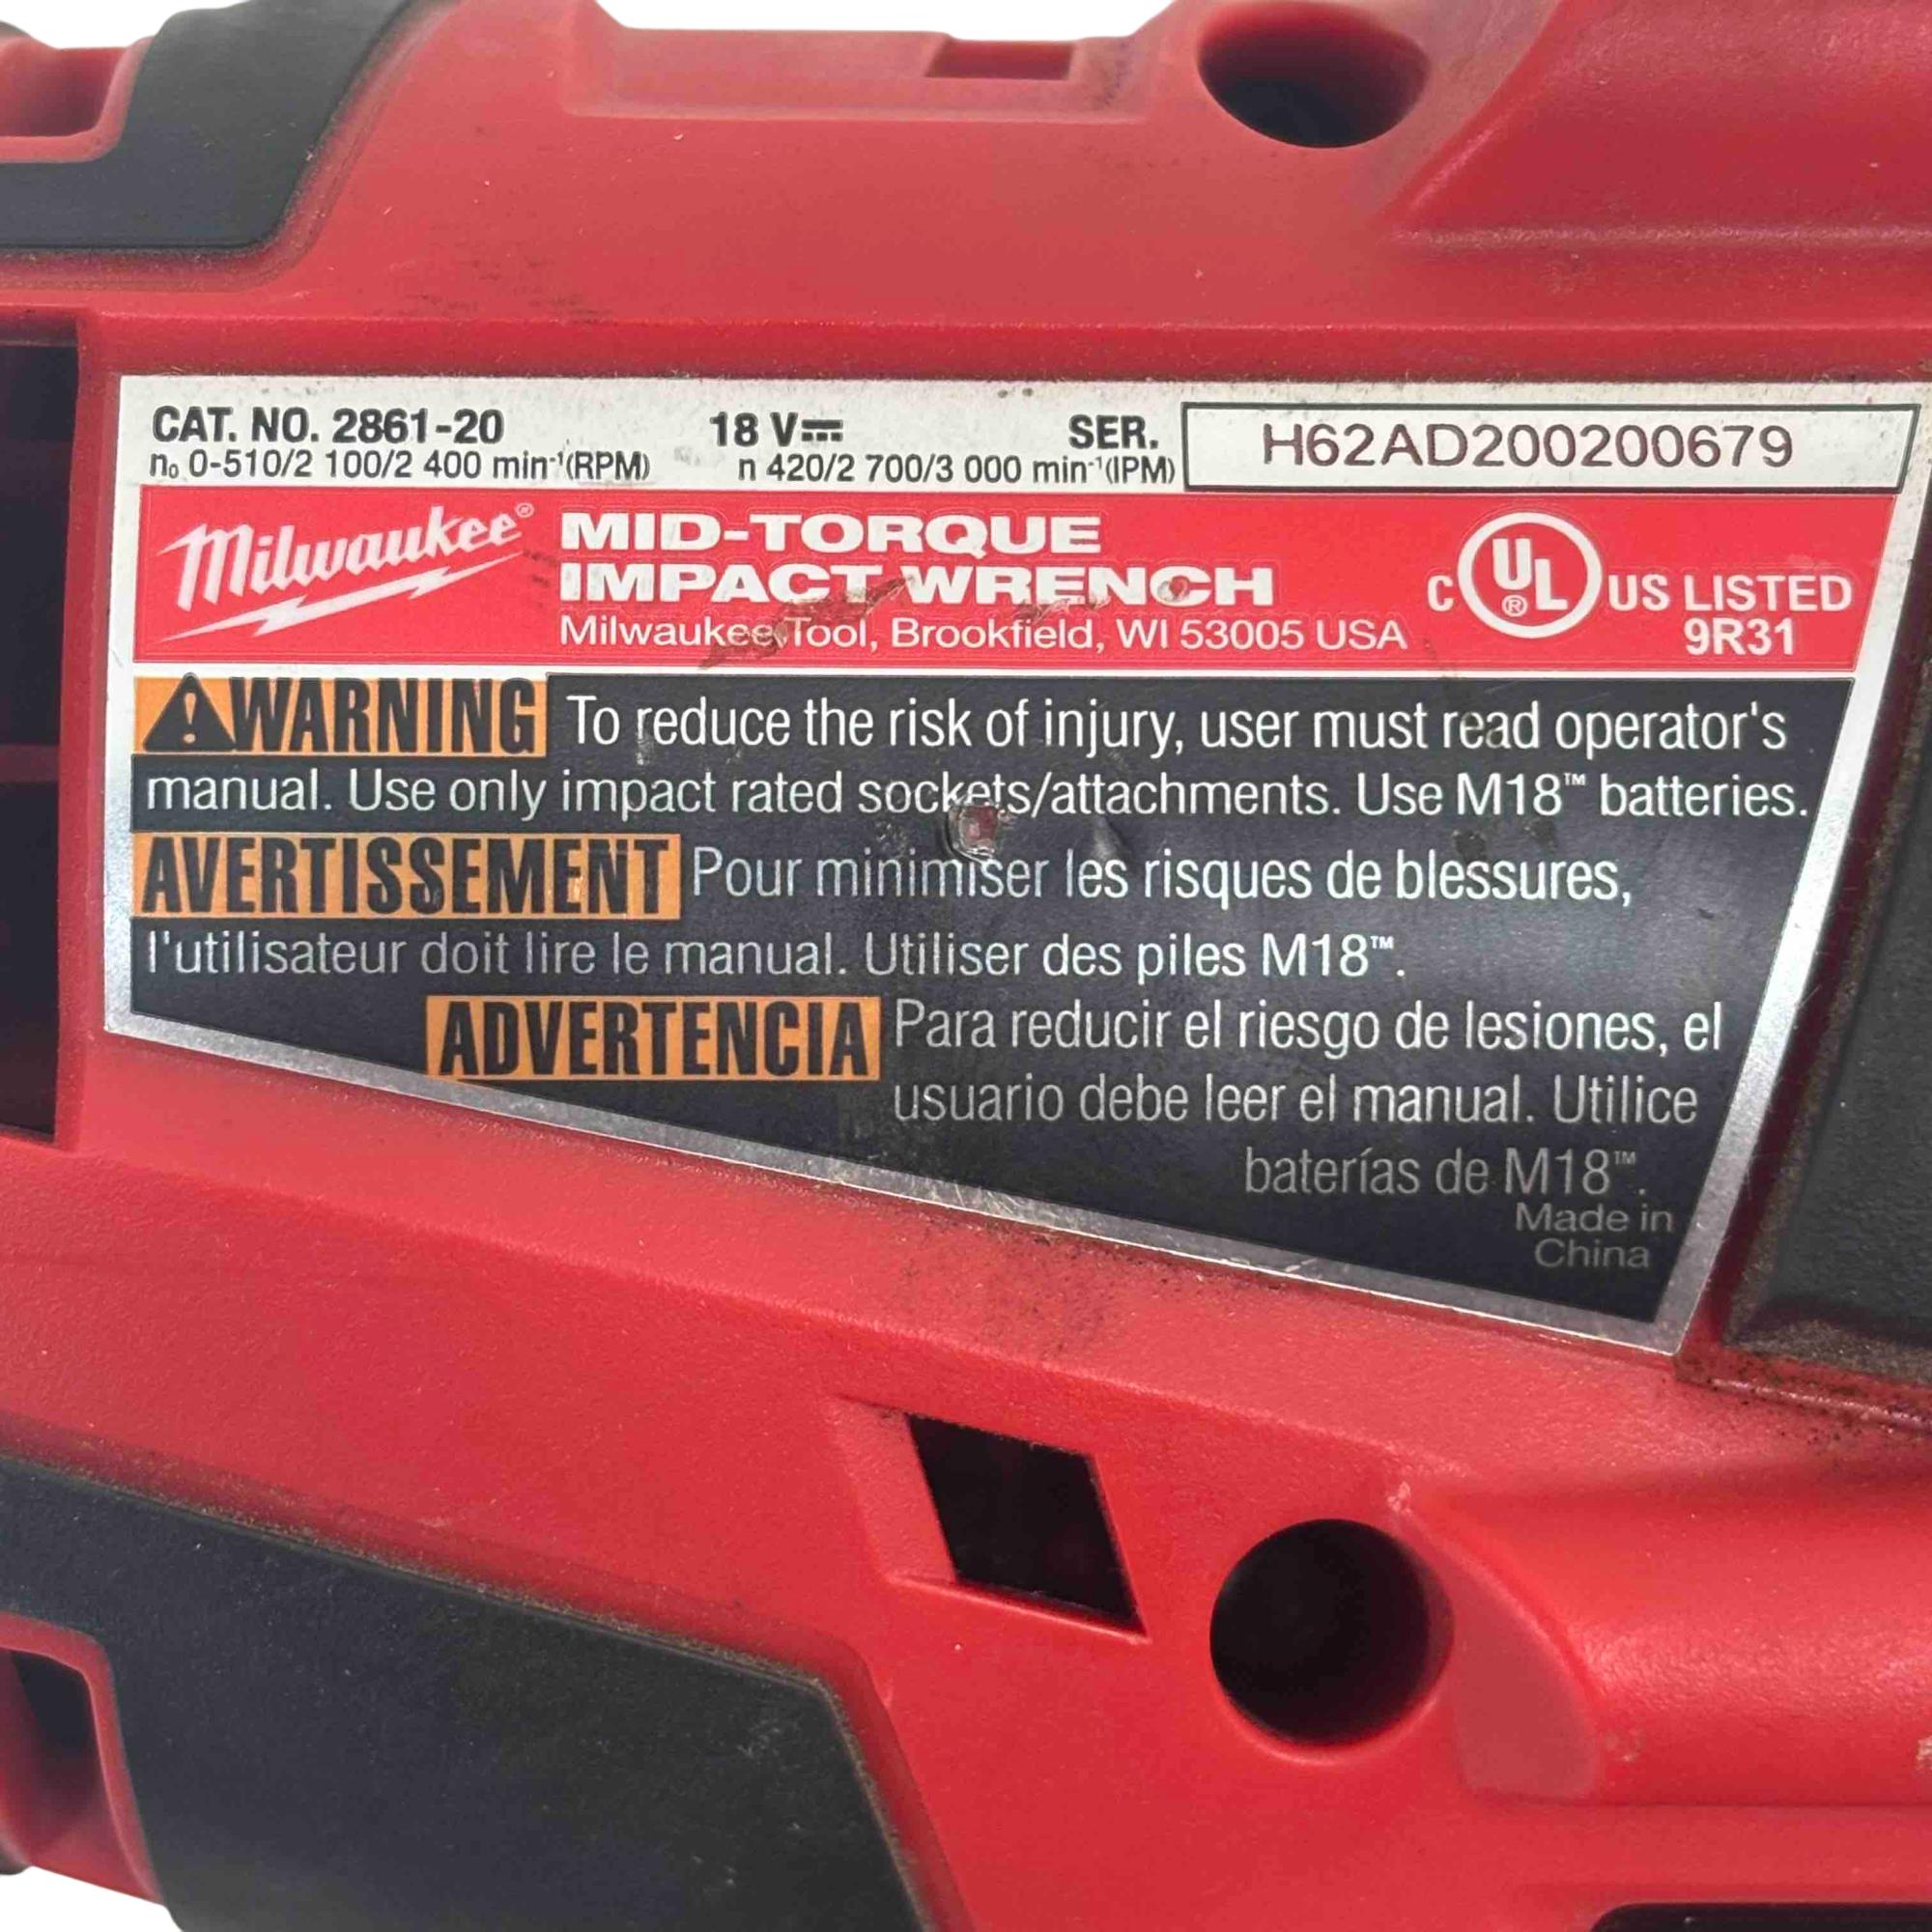 CAT. NO. 2861-20 18 V⎓ SER. H62AD200200679
n₀ 0-510/2 100/2 400 min⁻¹(RPM) n 420/2 700/3 000 min⁻¹(IPM)
Milwaukee® MID-TORQUE
IMPACT WRENCH
Milwaukee Tool, Brookfield, WI 53005 USA
C UL® US LISTED
9R31
⚠WARNING To reduce the risk of injury, user must read operator's
manual. Use only impact rated sockets/attachments. Use M18™ batteries.
AVERTISSEMENT Pour minimiser les risques de blessures,
l'utilisateur doit lire le manual. Utiliser des piles M18™.
ADVERTENCIA Para reducir el riesgo de lesiones, el
usuario debe leer el manual. Utilice
baterías de M18™.
Made in
China